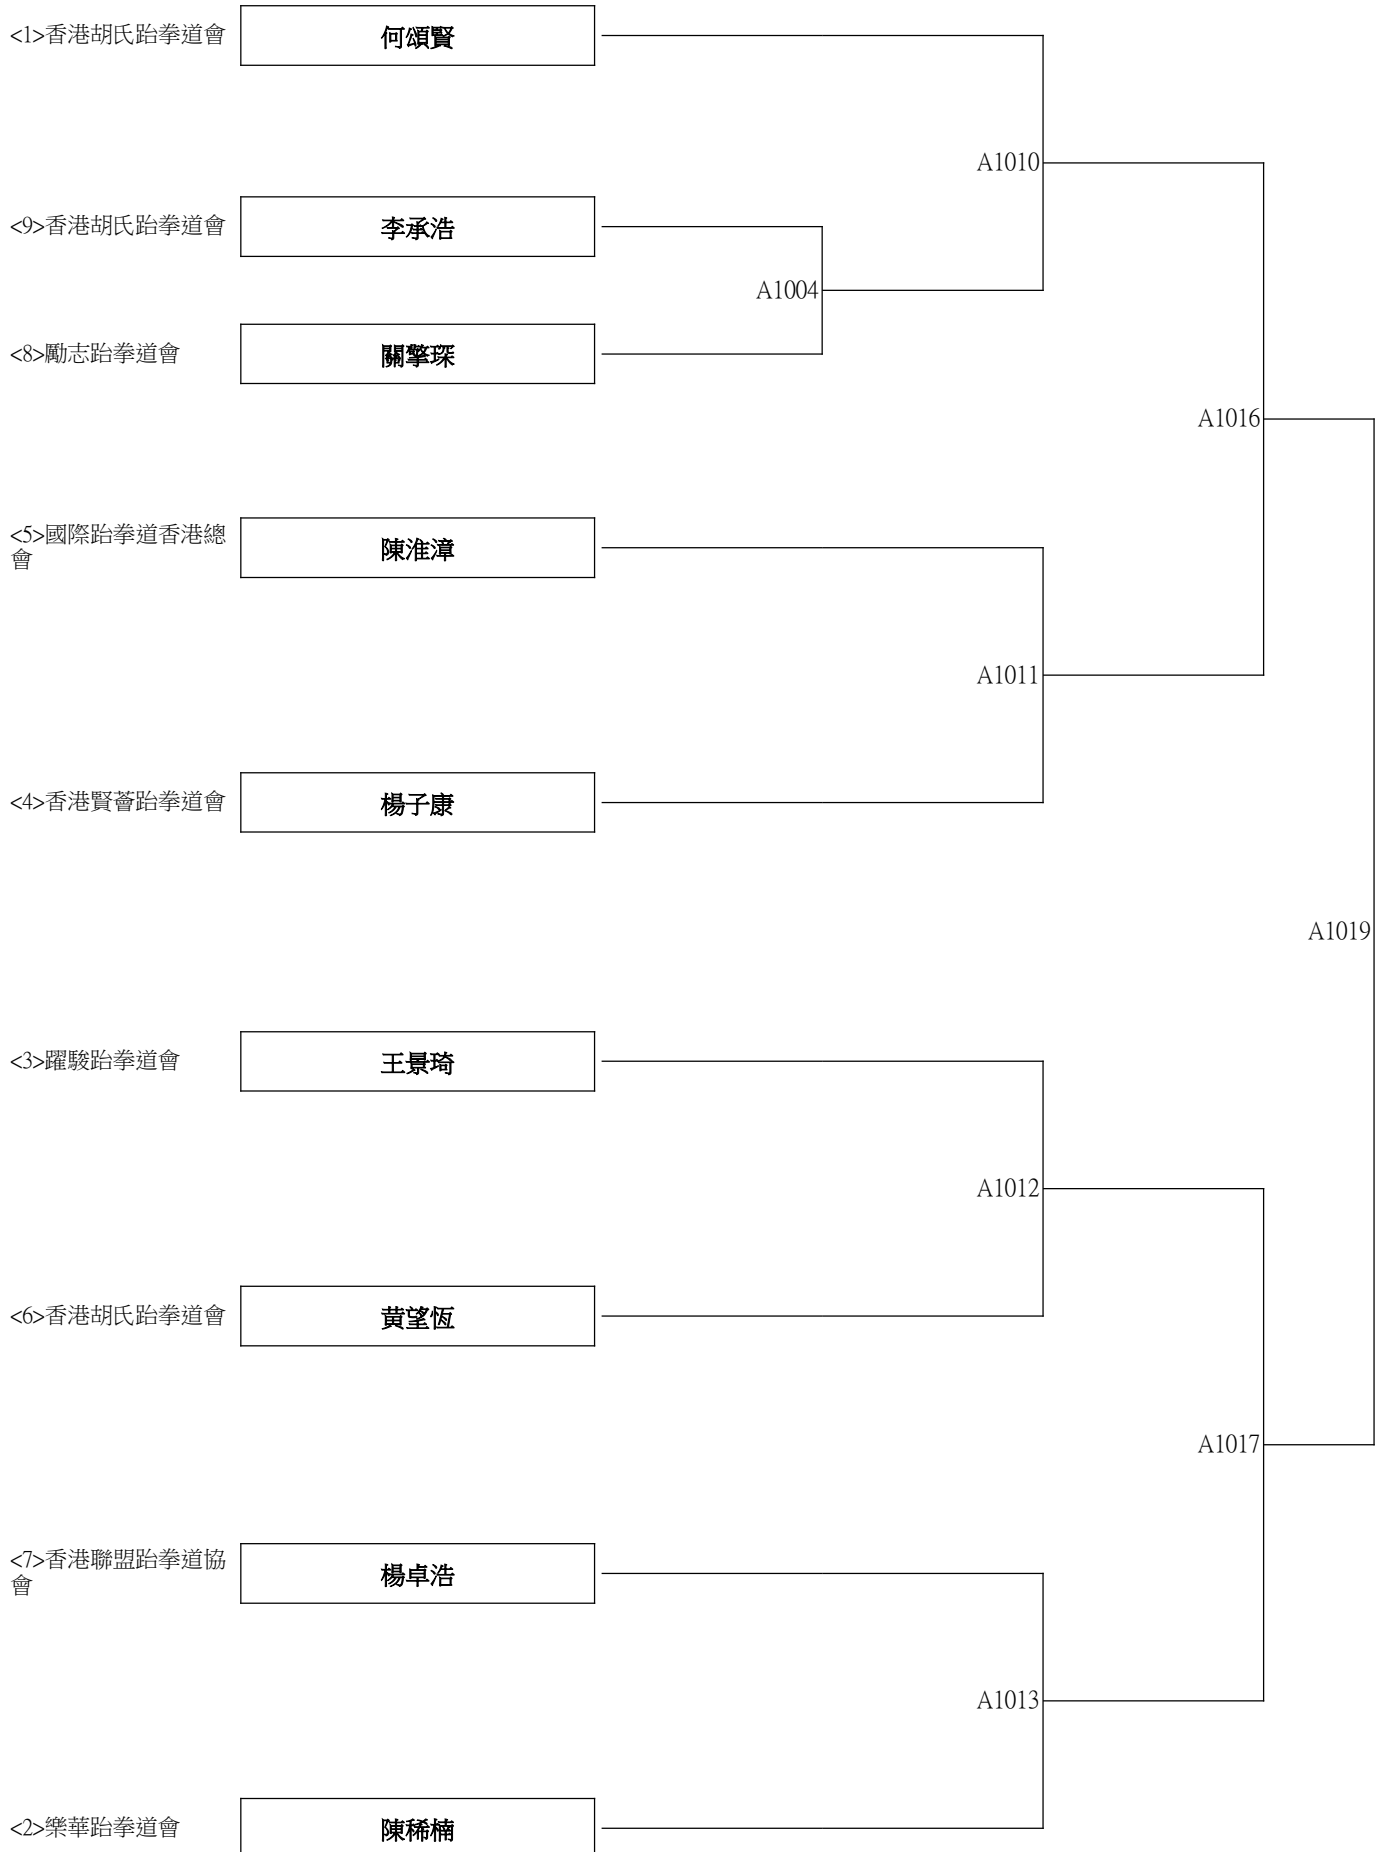 <1>香港胡氏跆拳道會
何頌賢
A1010
<9>香港胡氏跆拳道會
李承浩
A1004
<8>勵志跆拳道會
關擎琛
A1016
<5>國際跆拳道香港總
會
陳淮漳
A1011
<4>香港賢薈跆拳道會
楊子康
A1019
<3>躍駿跆拳道會
王景琦
A1012
<6>香港胡氏跆拳道會
黄望恆
A1017
<7>香港聯盟跆拳道協
會
楊卓浩
A1013
<2>樂華跆拳道會
陳稀楠